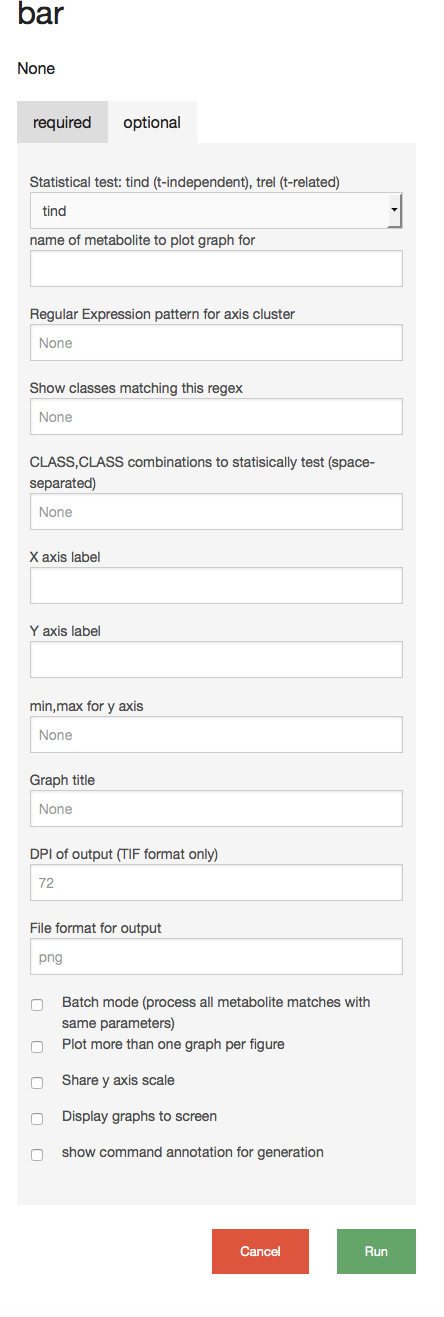 bar
None
required optional
Statistical test: tind (t-independent), trel (t-related)
tind
name of metabolite to plot graph for
Regular Expression pattern for axis cluster
None
Show classes matching this regex
None
CLASS,CLASS combinations to statisically test (space-
separated)
None
X axis label
Y axis label
min,max for y axis
None
Graph title
None
DPI of output (TIF format only)
72
File format for output
png
Batch mode (process all metabolite matches with
same parameters)
Plot more than one graph per figure
Share y axis scale
Display graphs to screen
show command annotation for generation
Cancel Run